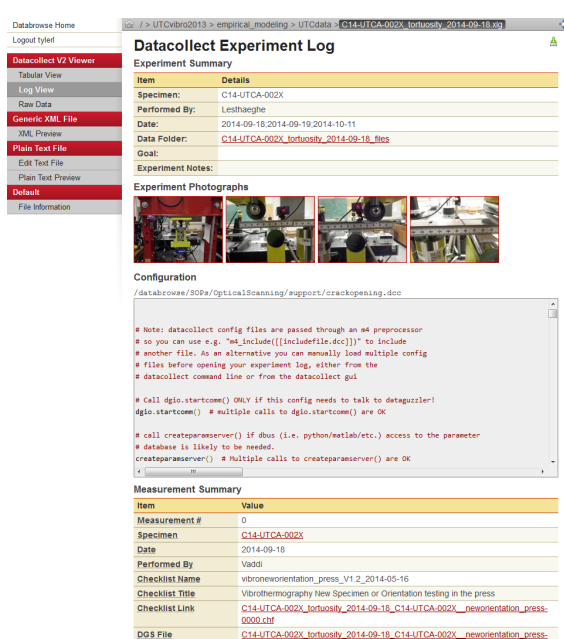 Databrowse Home
Logout tylerl
Datacollect V2 Viewer
Tabular View
Log View
Raw Data
Generic XML File
XML Preview
Plain Text File
Edit Text File
Plain Text Preview
Default
File Information
/ > UTCvibro2013 > empirical_modeling > UTCdata > C14-UTCA-002X_tortuosity_2014-09-18.xlg
Datacollect Experiment Log
Experiment Summary
Item Details
Specimen: C14-UTCA-002X
Performed By: Lesthaeghe
Date: 2014-09-18;2014-09-19;2014-10-11
Data Folder: C14-UTCA-002X_tortuosity_2014-09-18_files
Goal:
Experiment Notes:
Experiment Photographs
Configuration
/databrowse/SOPs/OpticalScanning/support/crackopening.dcc
# Note: datacollect config files are passed through an m4 preprocessor
# so you can use e.g. "m4_include([[includefile.dcc]])" to include
# another file. As an alternative you can manually load multiple config
# files before opening your experiment log, either from the
# datacollect command line or from the datacollect gui
# Call dgio.startcomm() ONLY if this config needs to talk to dataguzzler!
dgio.startcomm() # multiple calls to dgio.startcomm() are OK
# call createparamserver() if dbus (i.e. python/matlab/etc.) access to the parameter
# database is likely to be needed.
createparamserver() # Multiple calls to createparamserver() are OK
Measurement Summary
Item Value
Measurement # 0
Specimen C14-UTCA-002X
Date 2014-09-18
Performed By Vaddi
Checklist Name vibroneworientation_press_V1.2_2014-05-16
Checklist Title Vibrothermography New Specimen or Orientation testing in the press
Checklist Link C14-UTCA-002X_tortuosity_2014-09-18_C14-UTCA-002X__neworientation_press-
0000.chf
DGS File C14-UTCA-002X_tortuosity_2014-09-18_C14-UTCA-002X__neworientation_press-